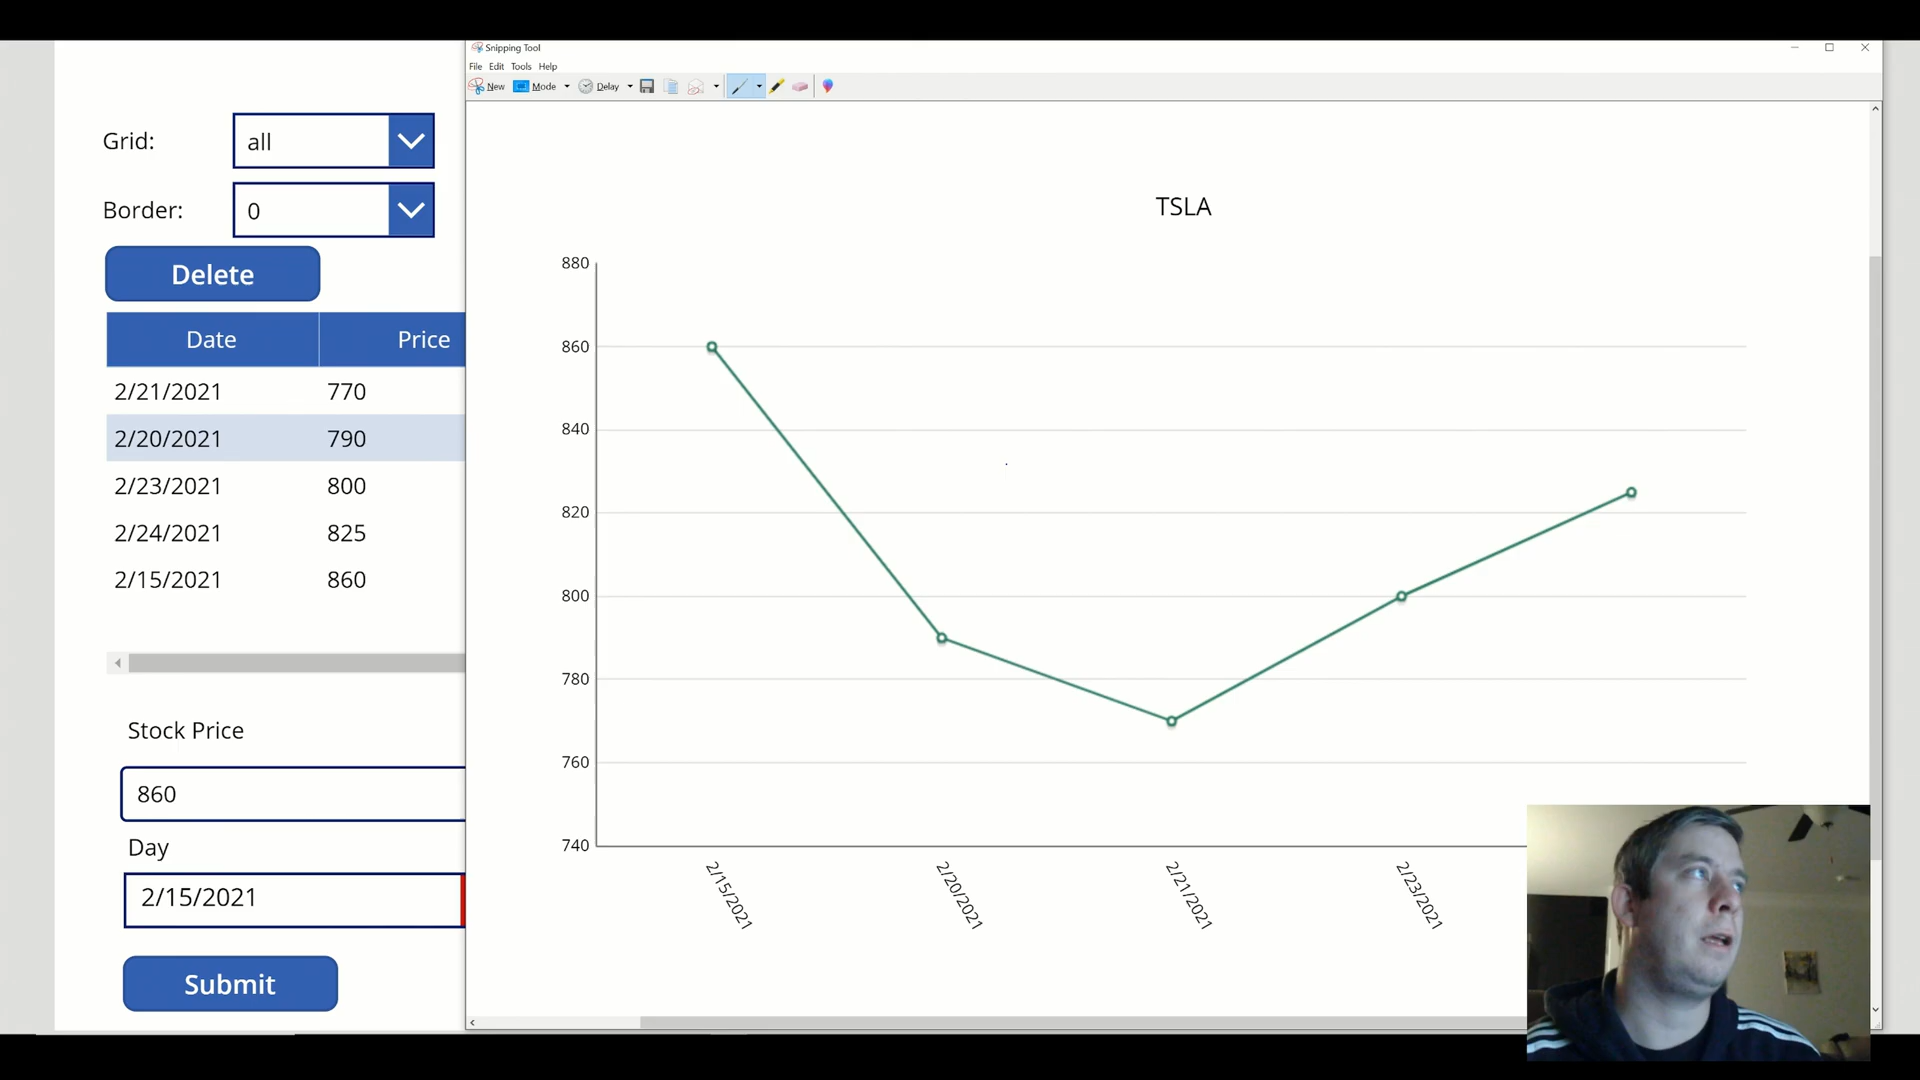 Snipping Tool
File Edit Tools Help
New Mode Delay
Grid:
all
Border:
0
Delete
Date Price
2/21/2021 770
2/20/2021 790
2/23/2021 800
2/24/2021 825
2/15/2021 860
Stock Price
860
Day
2/15/2021
Submit
TSLA
880
860
840
820
800
780
760
740
2/15/2021
2/20/2021
2/21/2021
2/23/2021